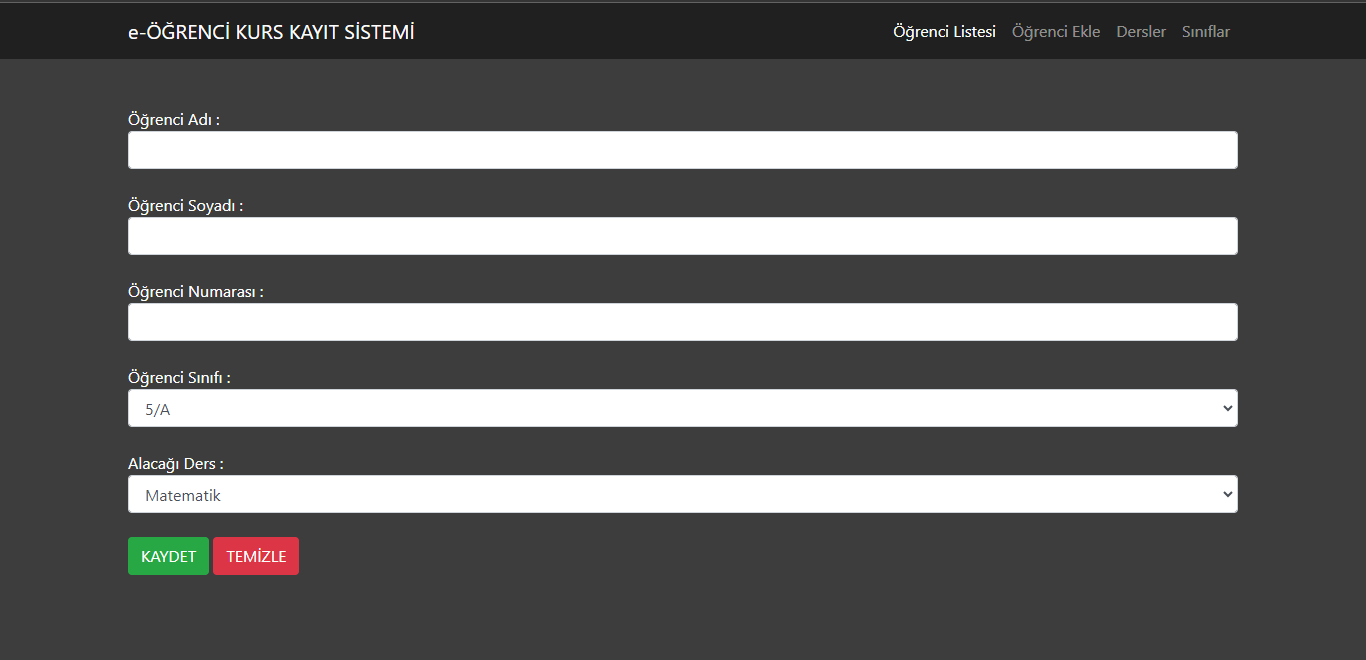 e-ÖĞRENCİ KURS KAYIT SİSTEMİ Öğrenci Listesi Öğrenci Ekle Dersler Sınıflar
Öğrenci Adı :
Öğrenci Soyadı :
Öğrenci Numarası :
Öğrenci Sınıfı :
5/A
Alacağı Ders :
Matematik
KAYDET TEMİZLE